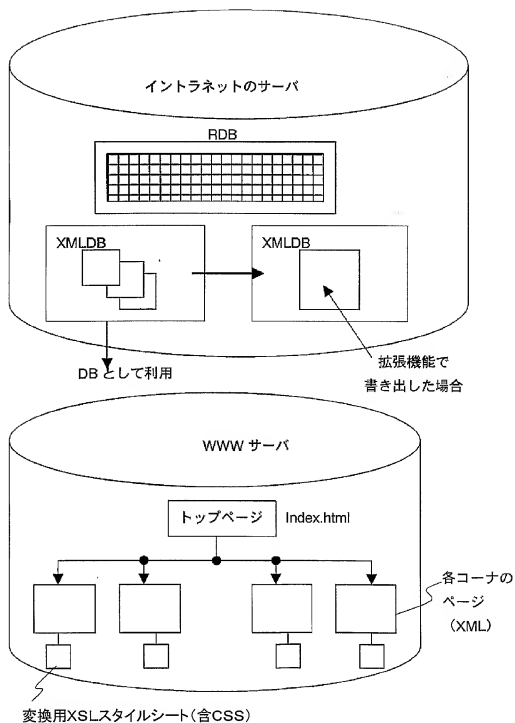 イントラネットのサーバ
RDB
XMLDB
XMLDB
DB として利用
拡張機能で
書き出した場合
WWW サーバ
トップページ
Index.html
各コーナの
ページ
(XML)
変換用XSLスタイルシート(含CSS)